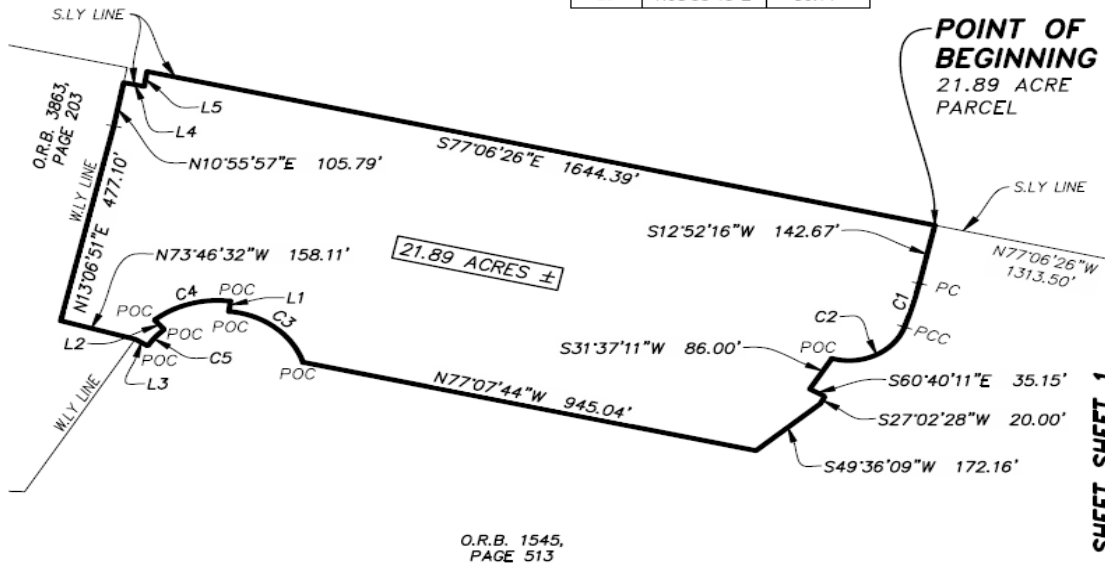 S.LY LINE
POINT OF
BEGINNING
21.89 ACRE
PARCEL
O.R.B. 3863,
PAGE 203
L5
L4
N10°55'57"E 105.79'
S77°06'26"E 1644.39'
S.LY LINE
W.LY LINE
N13°06'51"E 477.10'
S12°52'16"W 142.67'
N77°06'26"W
1313.50'
N73°46'32"W 158.11'
21.89 ACRES ±
PC
C1
POC
C4
POC
L1
C3
POC
C2
PCC
L2
POC
C5
L3
POC
S31°37'11"W 86.00'
POC
S60°40'11"E 35.15'
W.LY LINE
N77°07'44"W 945.04'
S27°02'28"W 20.00'
S49°36'09"W 172.16'
O.R.B. 1545,
PAGE 513